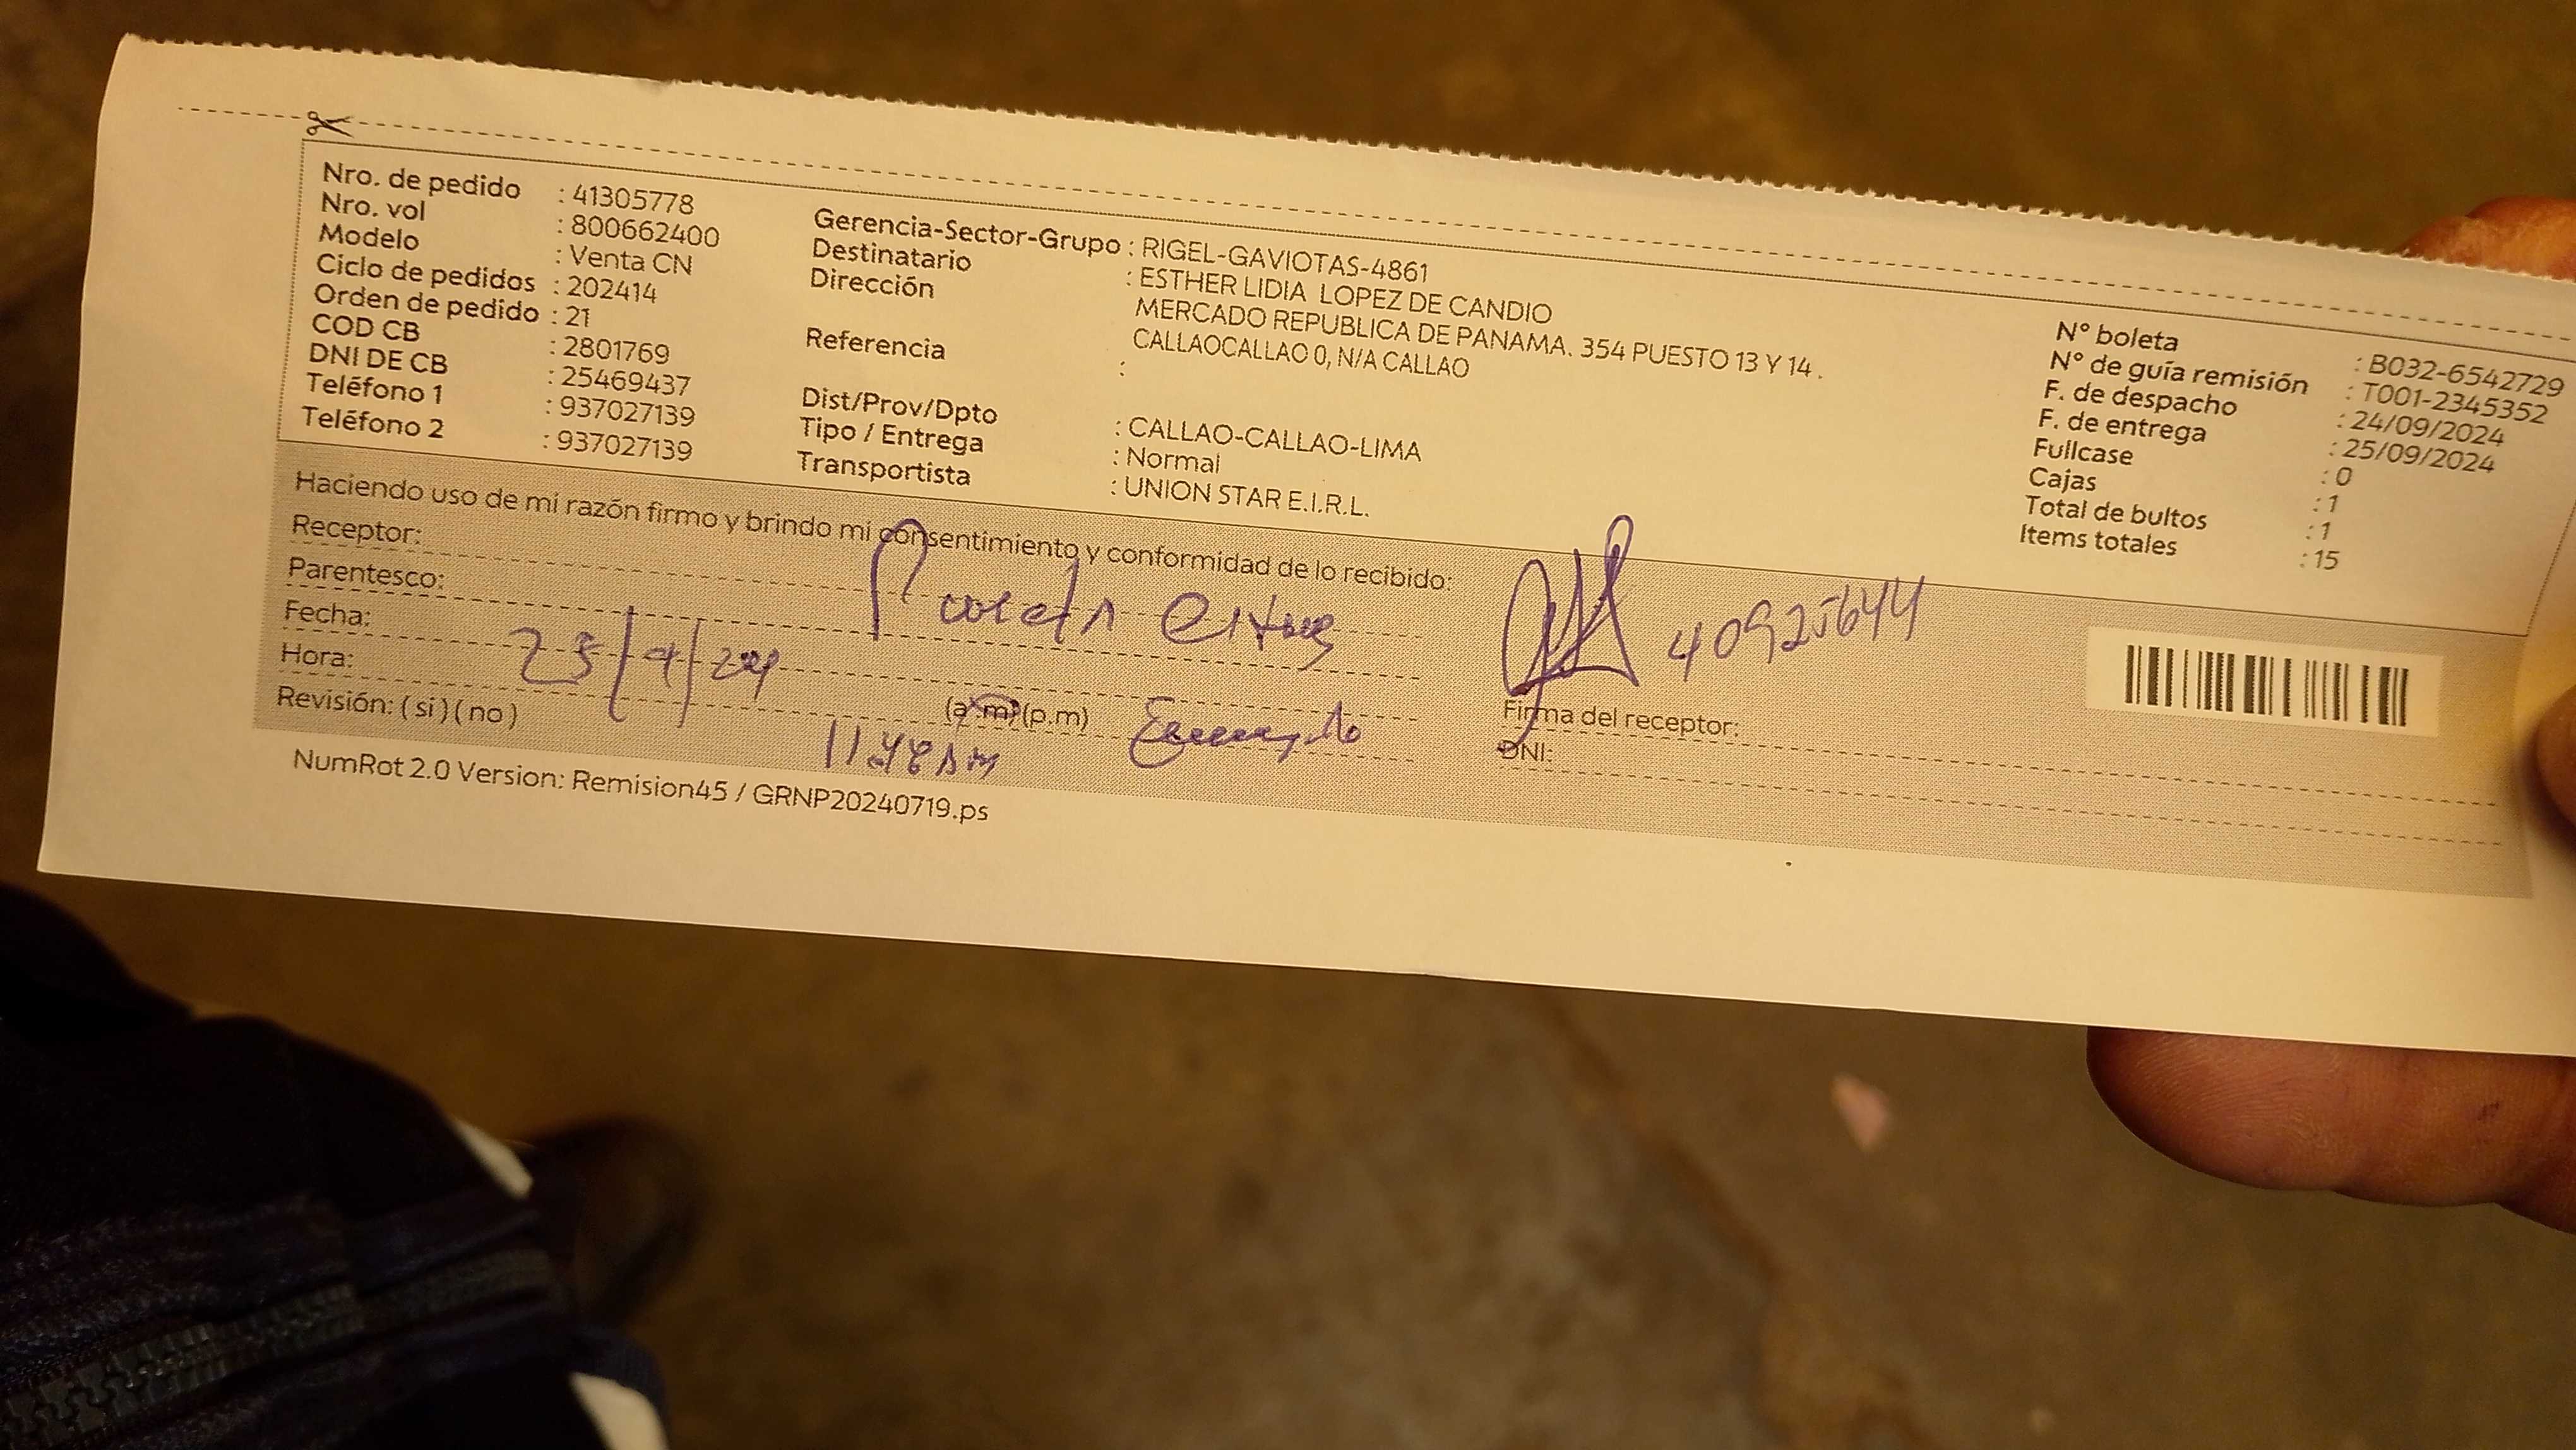 Nro. de pedido : 41305778
Nro. vol : 800662400
Modelo : Venta CN
Ciclo de pedidos : 202414
Orden de pedido : 21
COD CB : 2801769
DNI DE CB : 25469437
Teléfono 1 : 937027139
Teléfono 2 : 937027139
Gerencia-Sector-Grupo : RIGEL-GAVIOTAS-4861
Destinatario : ESTHER LIDIA LOPEZ DE CANDIO
Dirección MERCADO REPUBLICA DE PANAMA. 354 PUESTO 13 Y 14 .
CALLAOCALLAO 0, N/A CALLAO
Referencia :
Dist/Prov/Dpto : CALLAO-CALLAO-LIMA
Tipo / Entrega : Normal
Transportista : UNION STAR E.I.R.L.
N° boleta : B032-6542729
N° de guía remisión : T001-2345352
F. de despacho : 24/09/2024
F. de entrega : 25/09/2024
Fullcase : 0
Cajas : 1
Total de bultos : 1
Items totales : 15
Haciendo uso de mi razón firmo y brindo mi consentimiento y conformidad de lo recibido:
Receptor:
Parentesco:
Fecha: 25/9/24
Hora: (a.m) (p.m)
11.48 am
Revisión: ( si ) ( no )
40925644
Firma del receptor:
DNI:
NumRot 2.0 Version: Remision45 / GRNP20240719.ps